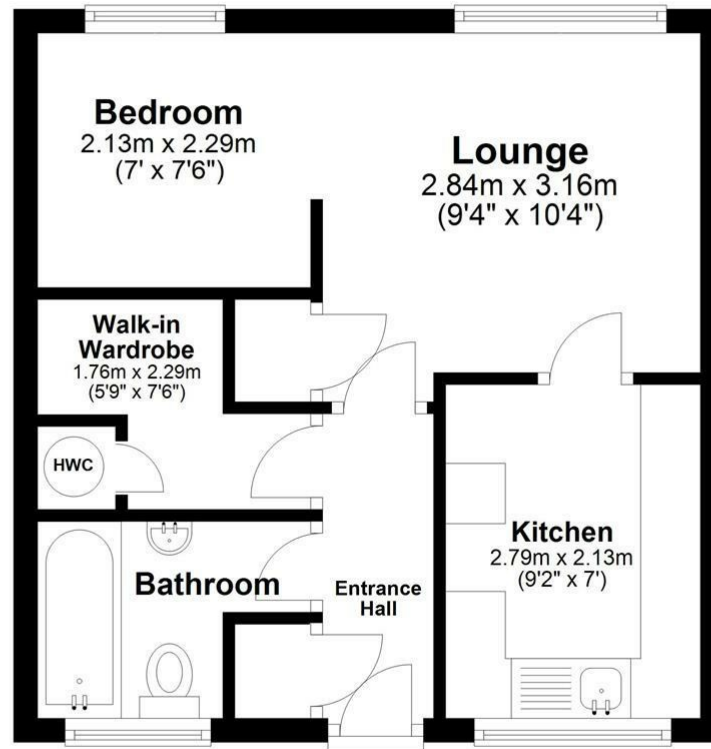 Bedroom
2.13m x 2.29m
(7' x 7'6")
Lounge
2.84m x 3.16m
(9'4" x 10'4")
Walk-in
Wardrobe
1.76m x 2.29m
(5'9" x 7'6")
HWC
Kitchen
2.79m x 2.13m
(9'2" x 7')
Bathroom
Entrance
Hall